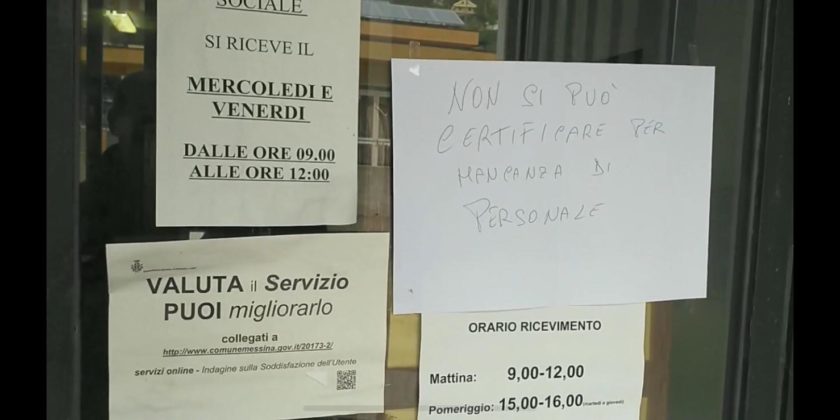 SOCIALE
SI RICEVE IL
MERCOLEDI E
VENERDI
DALLE ORE 09.00
ALLE ORE 12:00
NON SI PUÒ
CERTIFICARE PER
MANCANZA DI
PERSONALE
VALUTA il Servizio
PUOI migliorarlo
collegati a
http://www.comunemessina.gov.it/20173-2/
servizi online - Indagine sulla Soddisfazione dell'Utente
ORARIO RICEVIMENTO
Mattina: 9,00-12,00
Pomeriggio: 15,00-16,00 (martedì e giovedì)